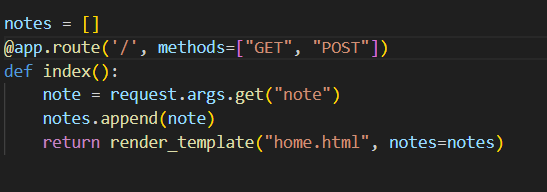 notes = []
@app.route('/', methods=["GET", "POST"])
def index():
    note = request.args.get("note")
    notes.append(note)
    return render_template("home.html", notes=notes)